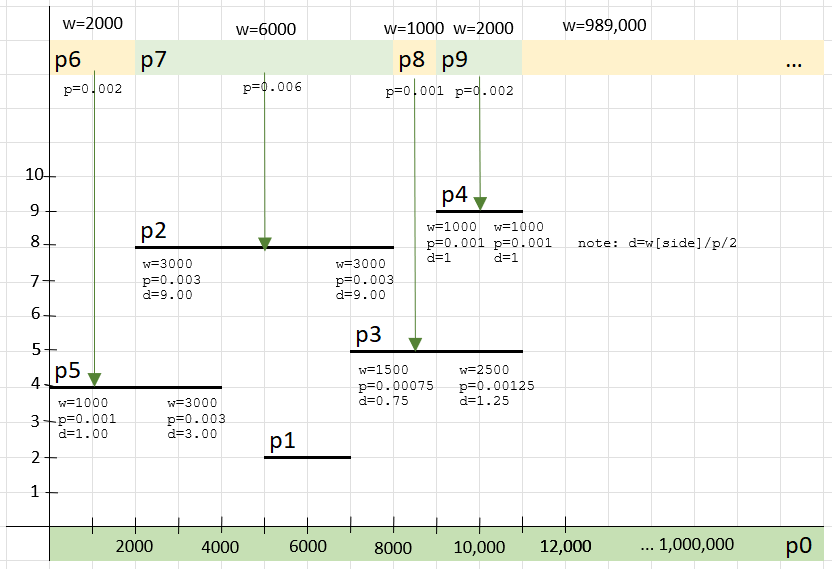 w=2000 w=6000 w=1000 w=2000 w=989,000
p6 p7 p8 p9 ...
p=0.002 p=0.006 p=0.001 p=0.002
10
p4
9
p2
w=1000 w=1000
8
p=0.001 p=0.001 note: d=w[side]/p/2
d=1 d=1
w=3000 w=3000
7
p=0.003 p=0.003
d=9.00 d=9.00
6
p3
5
p5
w=1500 w=2500
4
p=0.00075 p=0.00125
d=0.75 d=1.25
w=1000 w=3000
3
p=0.001 p=0.003
d=1.00 d=3.00
p1
2
1
2000 4000 6000 8000 10,000 12,000 ... 1,000,000 p0